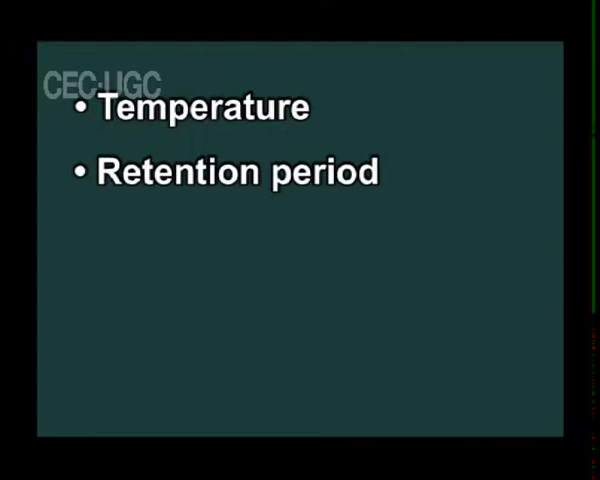 CEC-UGC
• Temperature
• Retention period